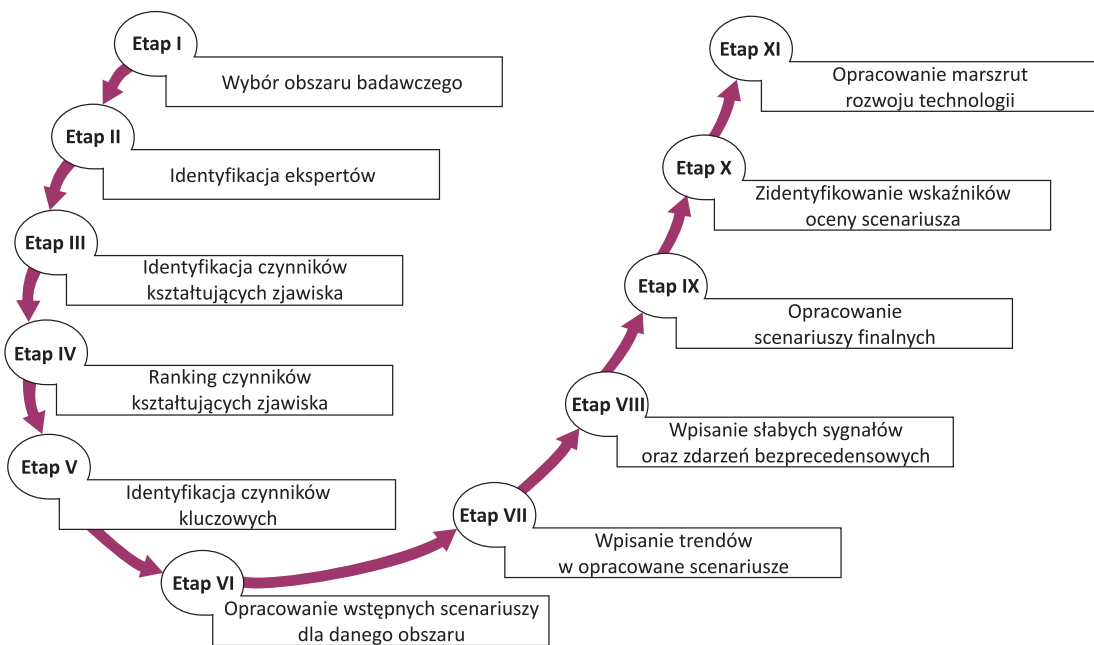 Etap I
Wybór obszaru badawczego
Etap II
Identyfikacja ekspertów
Etap III
Identyfikacja czynników
kształtujących zjawiska
Etap IV
Ranking czynników
kształtujących zjawiska
Etap V
Identyfikacja czynników
kluczowych
Etap VI
Opracowanie wstępnych scenariuszy
dla danego obszaru
Etap VII
Wpisanie trendów
w opracowane scenariusze
Etap VIII
Wpisanie słabych sygnałów
oraz zdarzeń bezprecedensowych
Etap IX
Opracowanie
scenariuszy finalnych
Etap X
Zidentyfikowanie wskaźników
oceny scenariusza
Etap XI
Opracowanie marszrut
rozwoju technologii